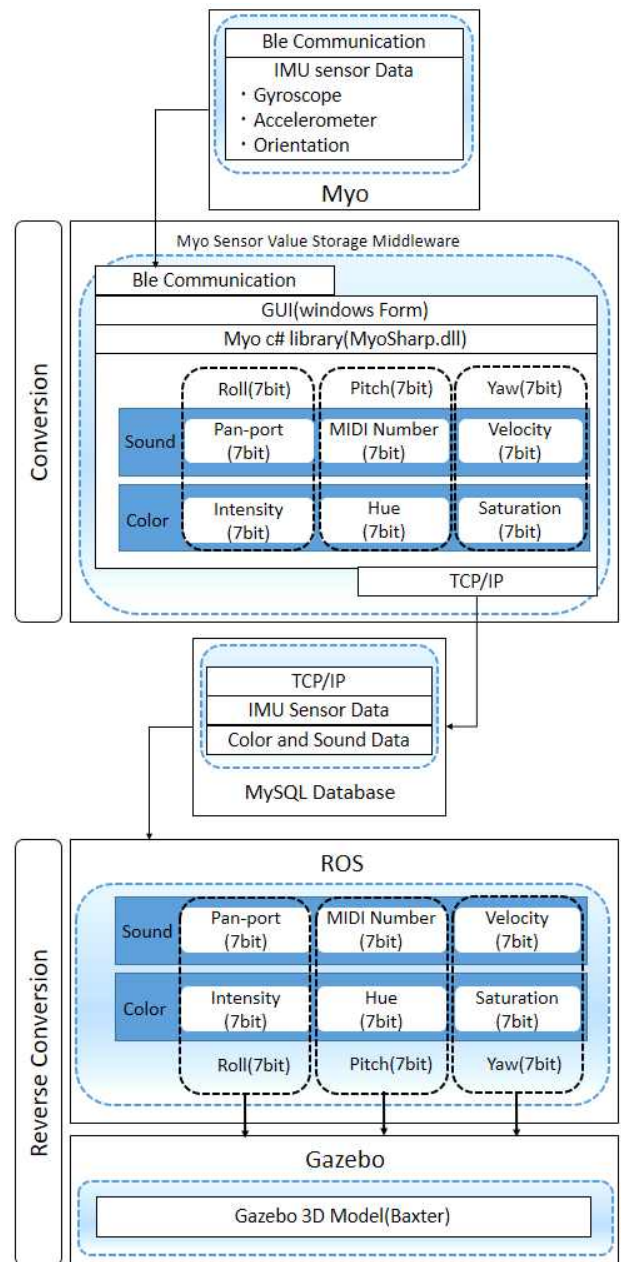 Ble Communication
IMU sensor Data
・Gyroscope
・Accelerometer
・Orientation
Myo
Conversion
Myo Sensor Value Storage Middleware
Ble Communication
GUI(windows Form)
Myo c# library(MyoSharp.dll)
Roll(7bit) Pitch(7bit) Yaw(7bit)
Sound
Pan-port MIDI Number Velocity
(7bit) (7bit) (7bit)
Color
Intensity Hue Saturation
(7bit) (7bit) (7bit)
TCP/IP
TCP/IP
IMU Sensor Data
Color and Sound Data
MySQL Database
Reverse Conversion
ROS
Sound
Pan-port MIDI Number Velocity
(7bit) (7bit) (7bit)
Color
Intensity Hue Saturation
(7bit) (7bit) (7bit)
Roll(7bit) Pitch(7bit) Yaw(7bit)
Gazebo
Gazebo 3D Model(Baxter)